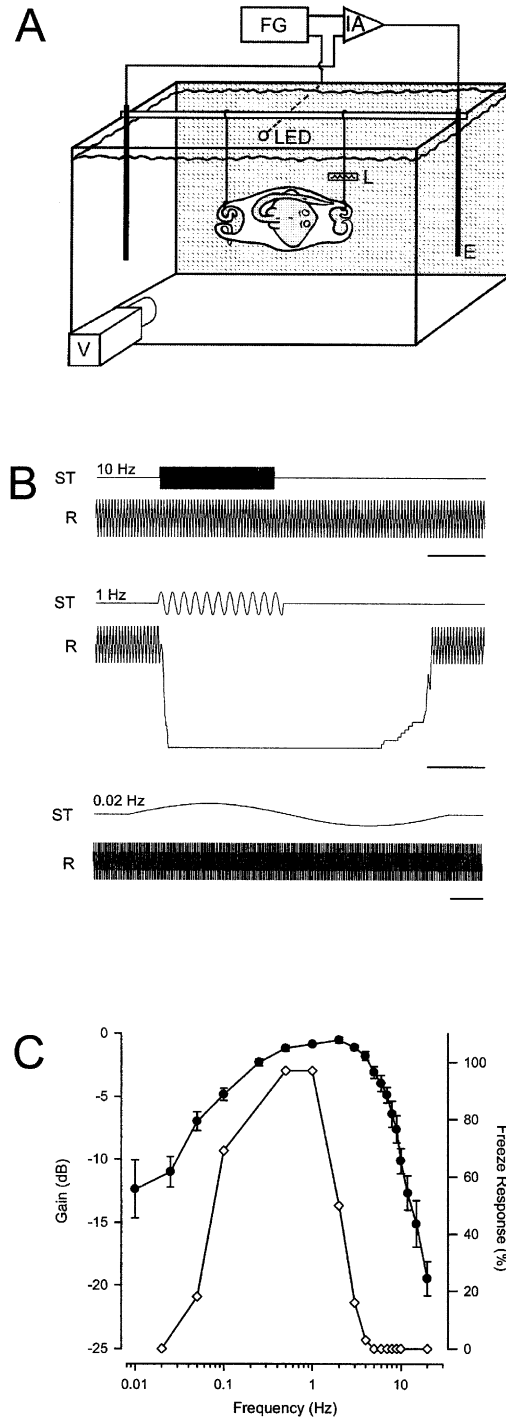 A
FG
IA
LED
L
E
V
B
ST
10 Hz
R
ST
1 Hz
R
ST
0.02 Hz
R
C
0
-5
-10
-15
-20
-25
Gain (dB)
100
80
60
40
20
0
Freeze Response (%)
0.01
0.1
1
10
Frequency (Hz)